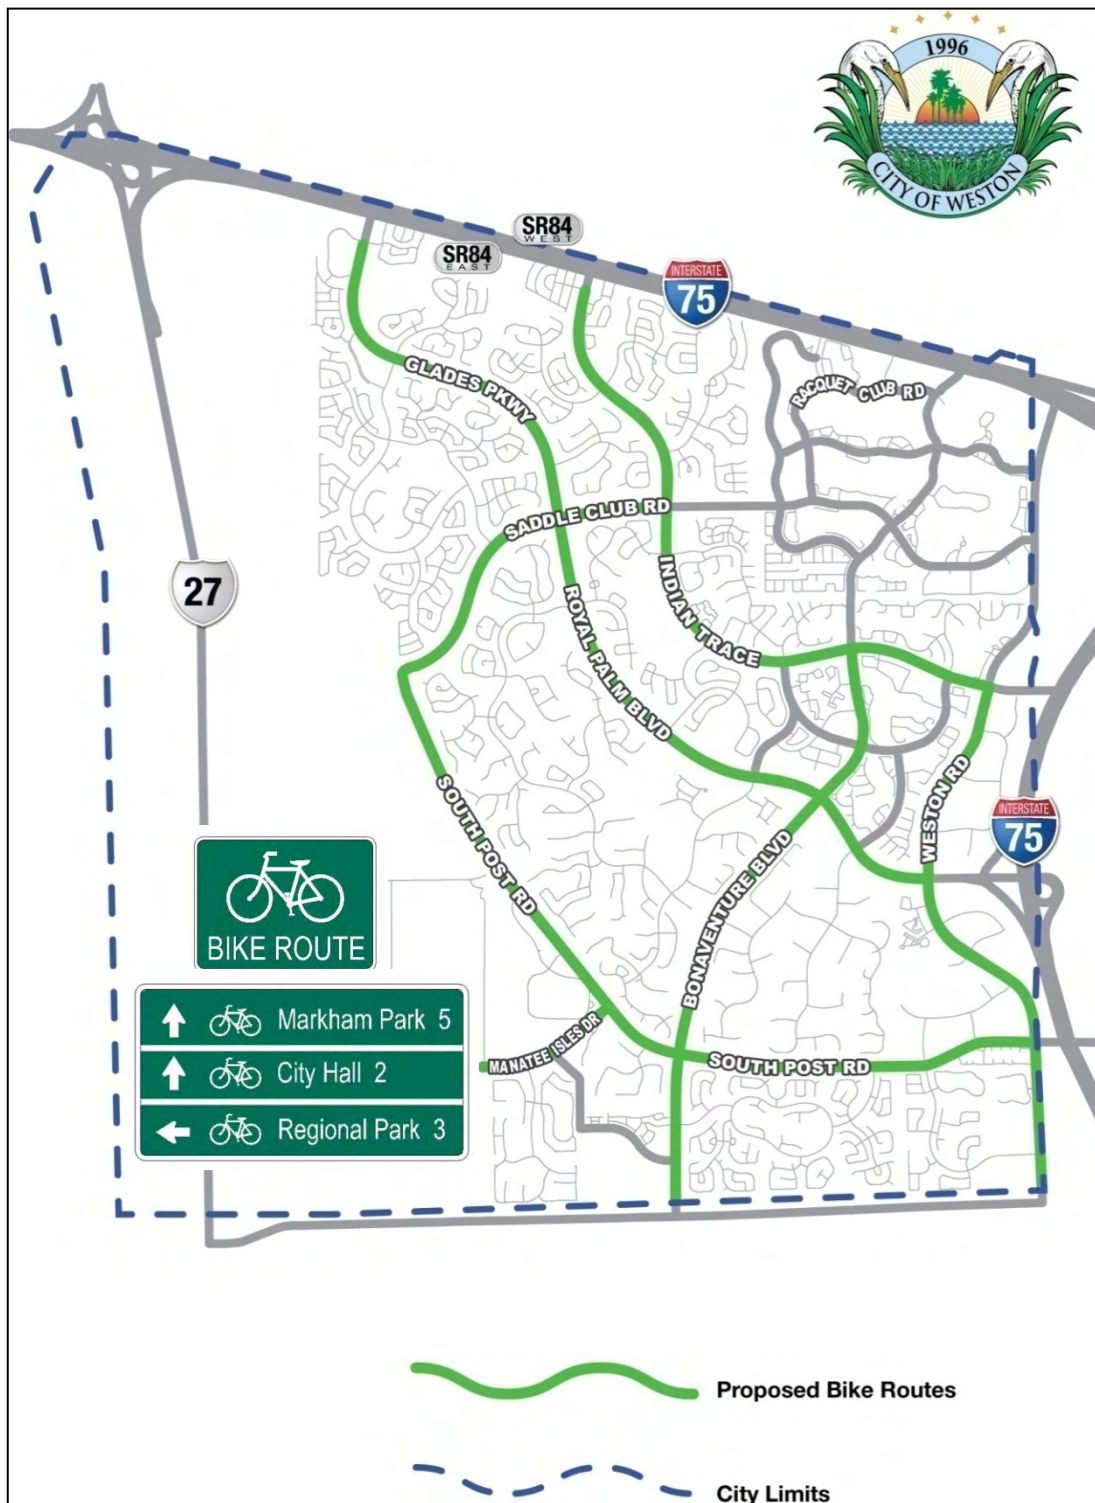 1996
CITY OF WESTON
SR84
WEST
SR84
EAST
INTERSTATE
75
RACQUET CLUB RD
GLADES PKWY
SADDLE CLUB RD
27
INDIAN TRACE
ROYAL PALM BLVD
SOUTH POST RD
WESTON RD
INTERSTATE
75
BONAVENTURE BLVD
BIKE ROUTE
Markham Park 5
City Hall 2
Regional Park 3
MANATEE ISLES DR
SOUTH POST RD
Proposed Bike Routes
City Limits